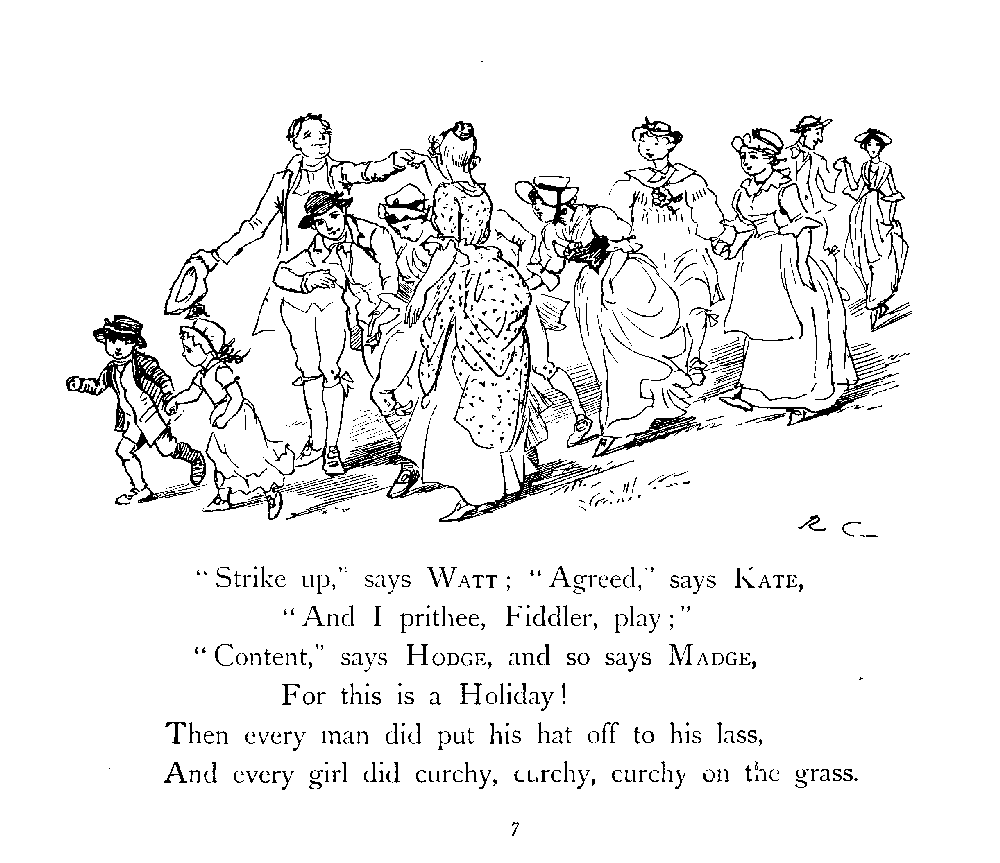 R C
“Strike up,” says WATT; “Agreed,” says KATE,
“And I prithee, Fiddler, play;”
“Content,” says HODGE, and so says MADGE,
For this is a Holiday!
Then every man did put his hat off to his lass,
And every girl did curchy, curchy, curchy on the grass.
7